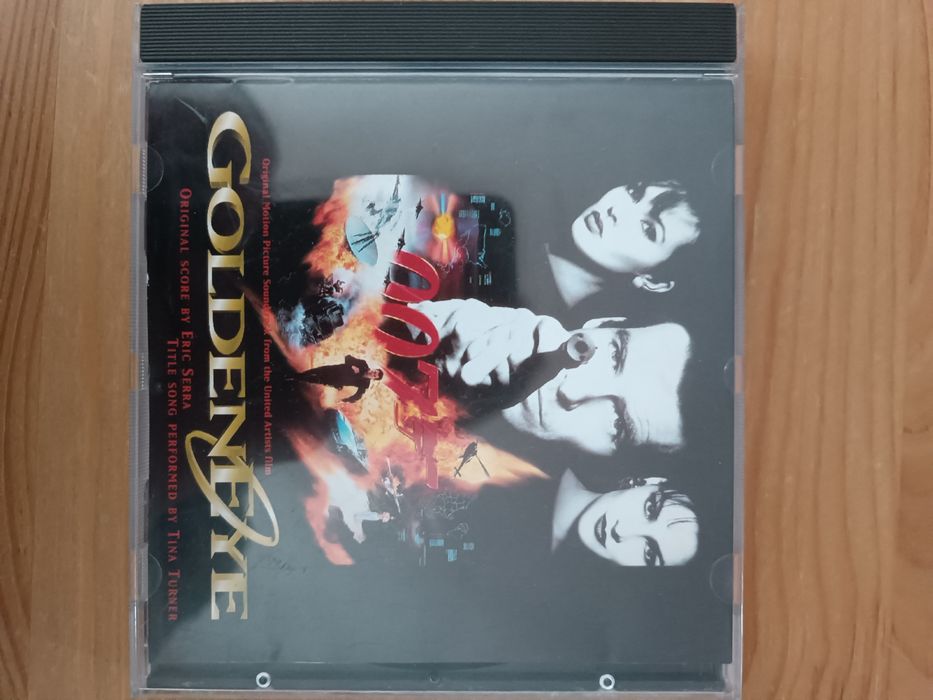 007
Original Motion Picture Soundtrack from the United Artists film
GOLDENEYE
ORIGINAL SCORE BY ERIC SERRA
TITLE SONG PERFORMED BY TINA TURNER